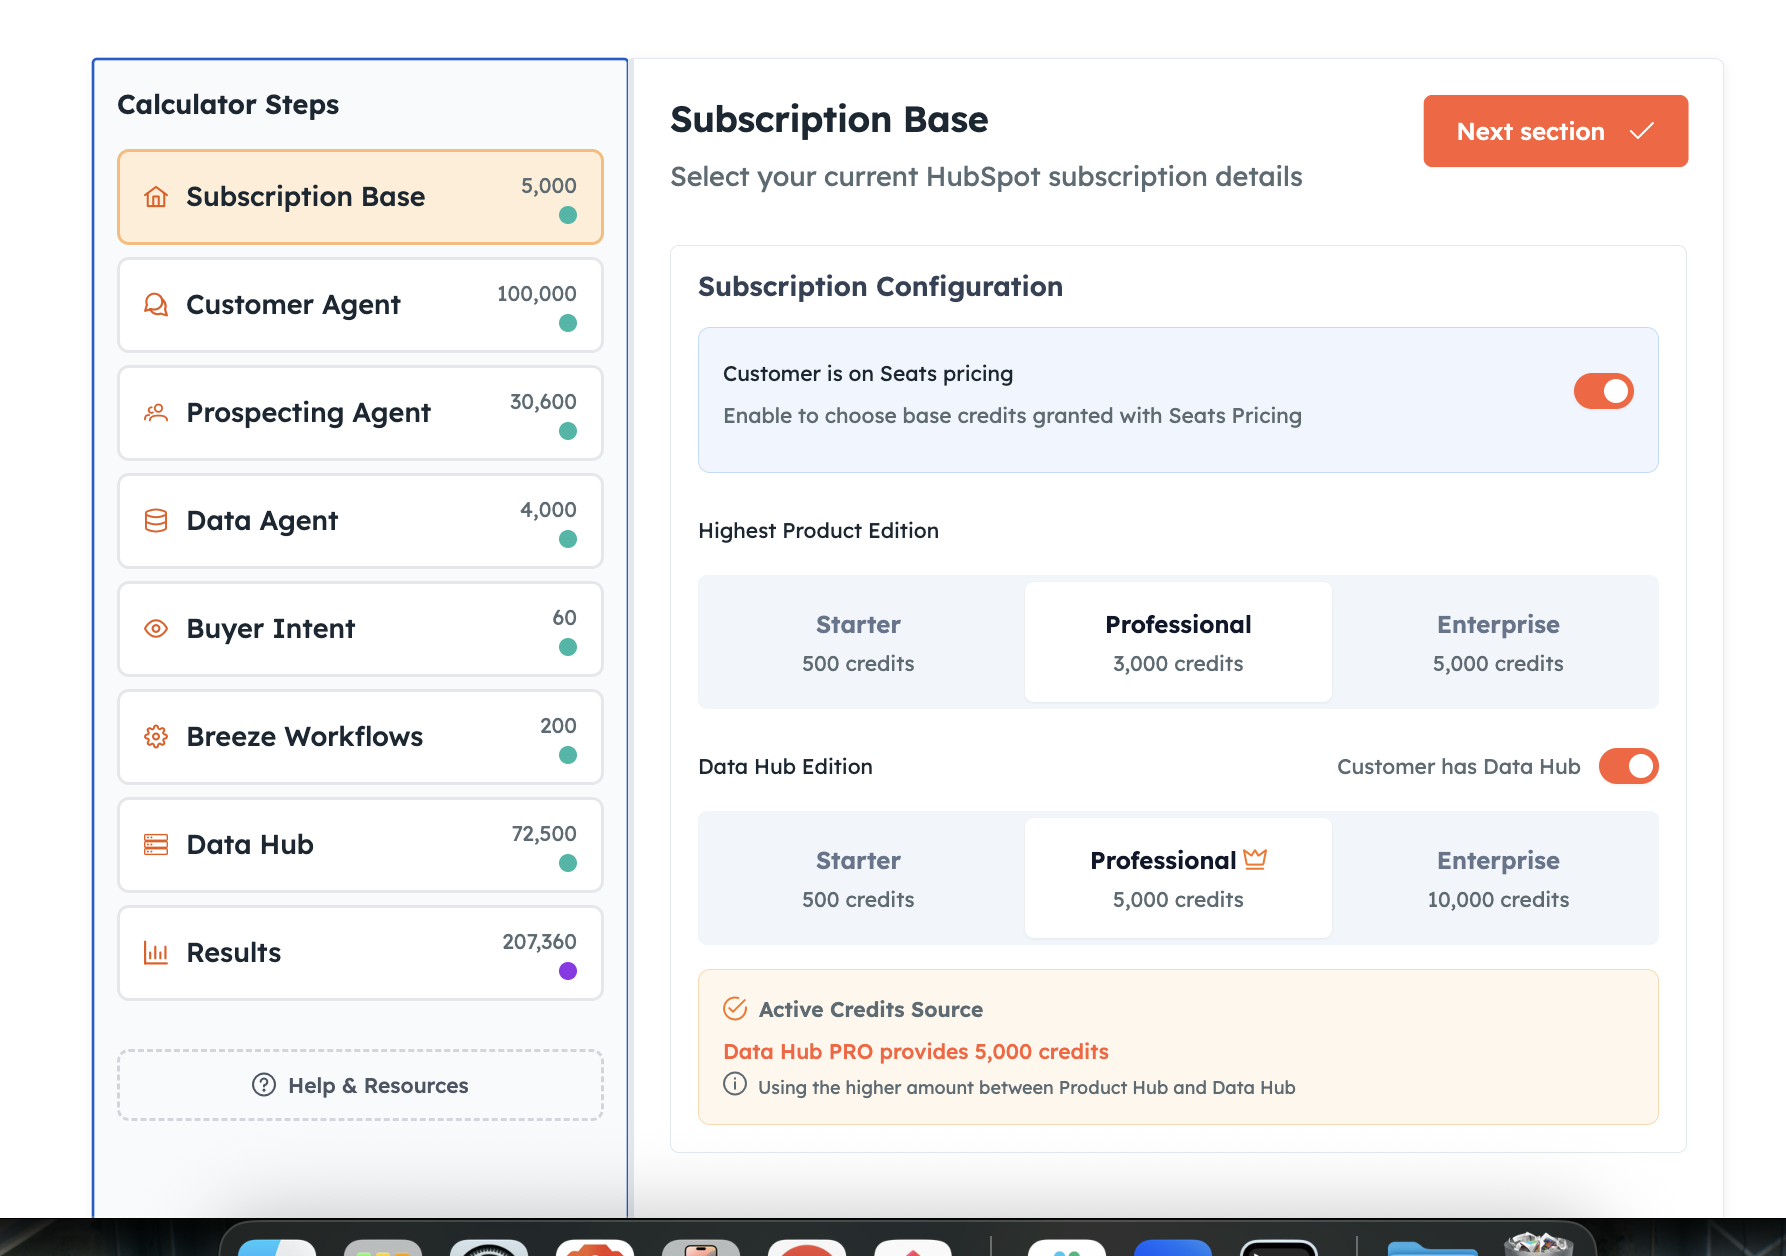 Calculator Steps
Subscription Base
5,000
Customer Agent
100,000
Prospecting Agent
30,600
Data Agent
4,000
Buyer Intent
60
Breeze Workflows
200
Data Hub
72,500
Results
207,360
Help & Resources
Subscription Base
Select your current HubSpot subscription details
Next section
Subscription Configuration
Customer is on Seats pricing
Enable to choose base credits granted with Seats Pricing
Highest Product Edition
Starter
500 credits
Professional
3,000 credits
Enterprise
5,000 credits
Data Hub Edition
Customer has Data Hub
Starter
500 credits
Professional
5,000 credits
Enterprise
10,000 credits
Active Credits Source
Data Hub PRO provides 5,000 credits
Using the higher amount between Product Hub and Data Hub